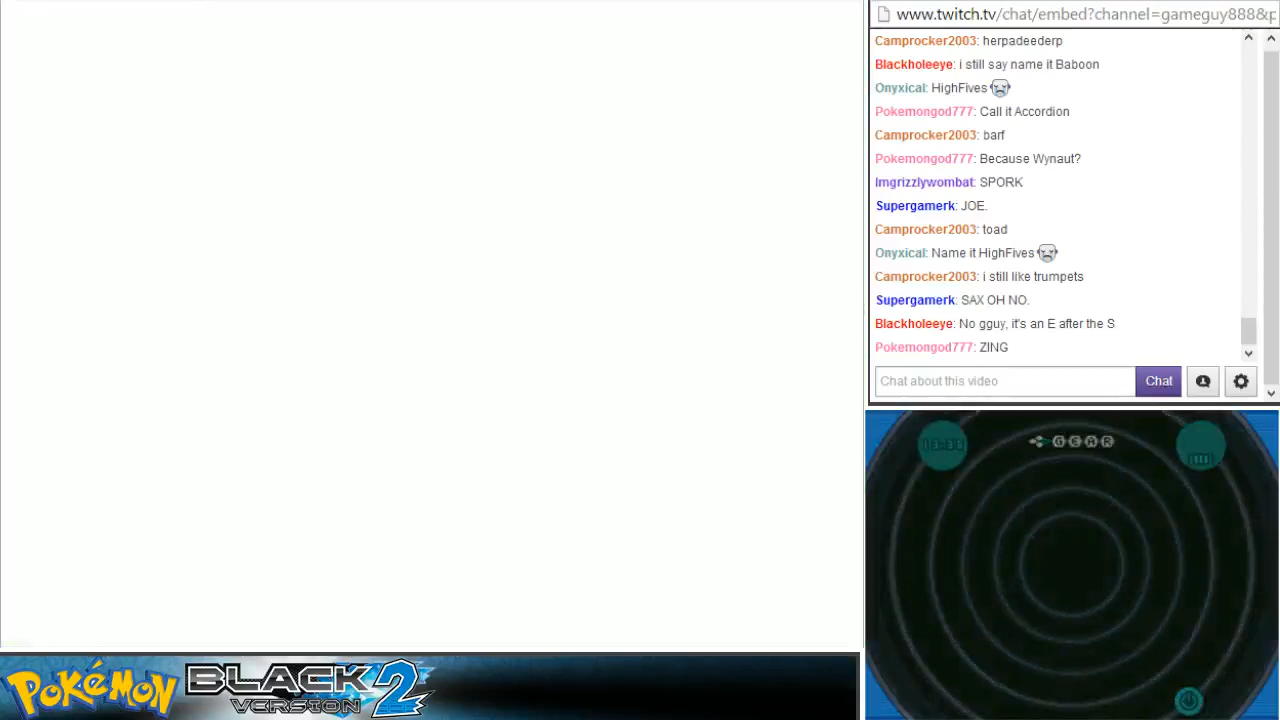 www.twitch.tv/chat/embed?channel=gameguy888&p
Camprocker2003: herpadeederp
Blackholeeye: i still say name it Baboon
Onyxical: HighFives
Pokemongod777: Call it Accordion
Camprocker2003: barf
Pokemongod777: Because Wynaut?
Imgrizzlywombat: SPORK
Supergamerk: JOE.
Camprocker2003: toad
Onyxical: Name it HighFives
Camprocker2003: i still like trumpets
Supergamerk: SAX OH NO.
Blackholeeye: No gguy, it's an E after the S
Pokemongod777: ZING
Chat about this video
Chat
GEAR
POKéMON
BLACK
VERSION 2